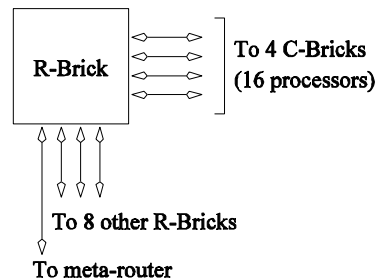 R-Brick
To 4 C-Bricks
(16 processors)
To 8 other R-Bricks
To meta-router